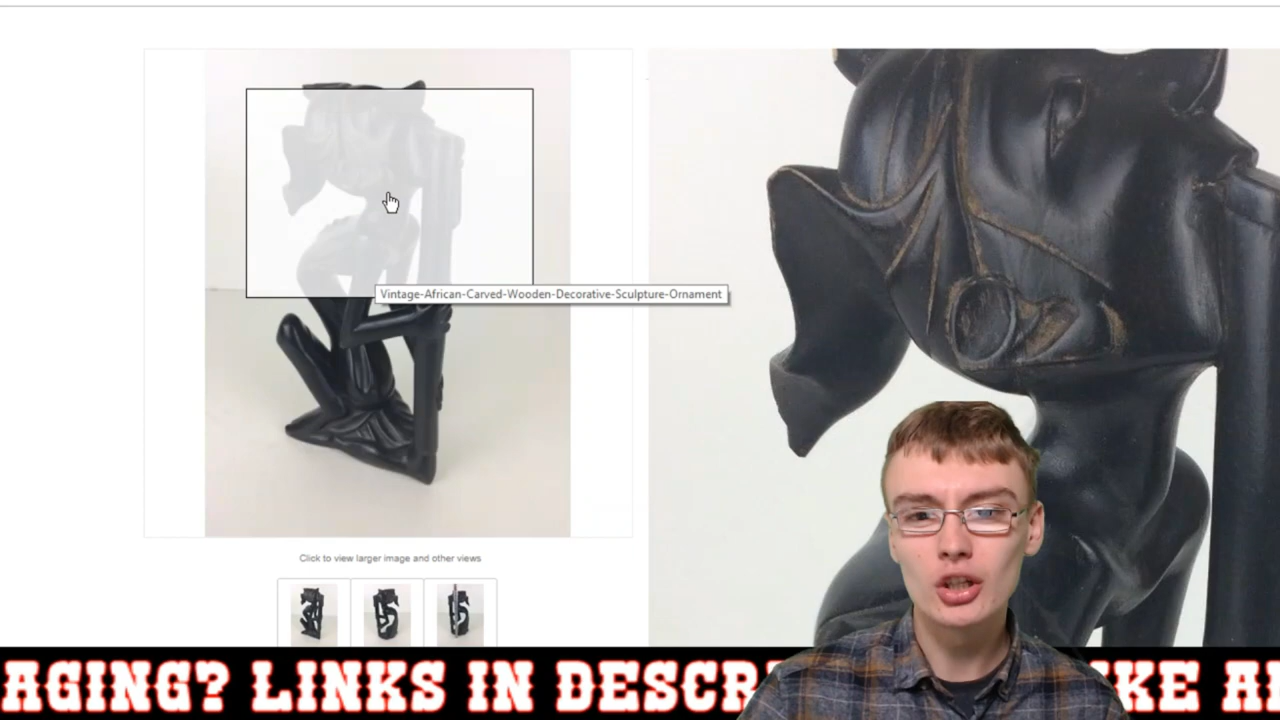 Vintage-African-Carved-Wooden-Decorative-Sculpture-Ornament
Click to view larger image and other views
AGING? LINKS IN DESCR KE A